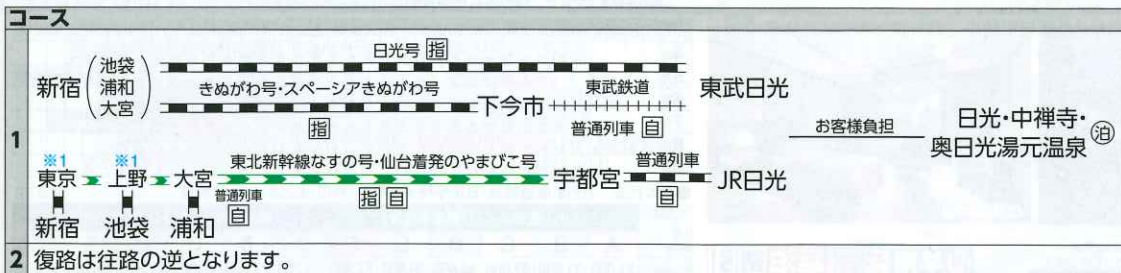 コース
1
日光号 指
新宿 (池袋 浦和 大宮)
きぬがわ号・スペーシアきぬがわ号
指
下今市
東武鉄道
普通列車 自
東武日光
お客様負担
日光・中禅寺・
奥日光湯元温泉 泊
※1 ※1
東京 上野 大宮
普通列車
自
東北新幹線なすの号・仙台着発のやまびこ号
指 自
宇都宮
普通列車
自
JR日光
新宿 池袋 浦和
2 復路は往路の逆となります。